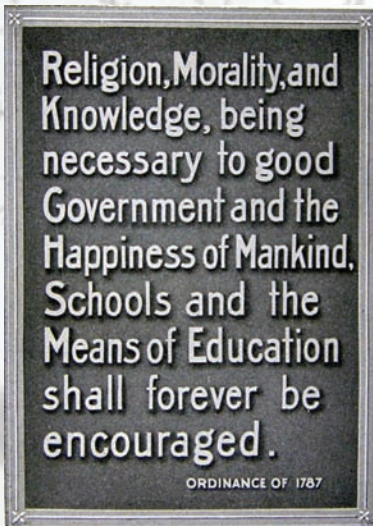 Religion, Morality, and
Knowledge, being
necessary to good
Government and the
Happiness of Mankind,
Schools and the
Means of Education
shall forever be
encouraged.
ORDINANCE OF 1787